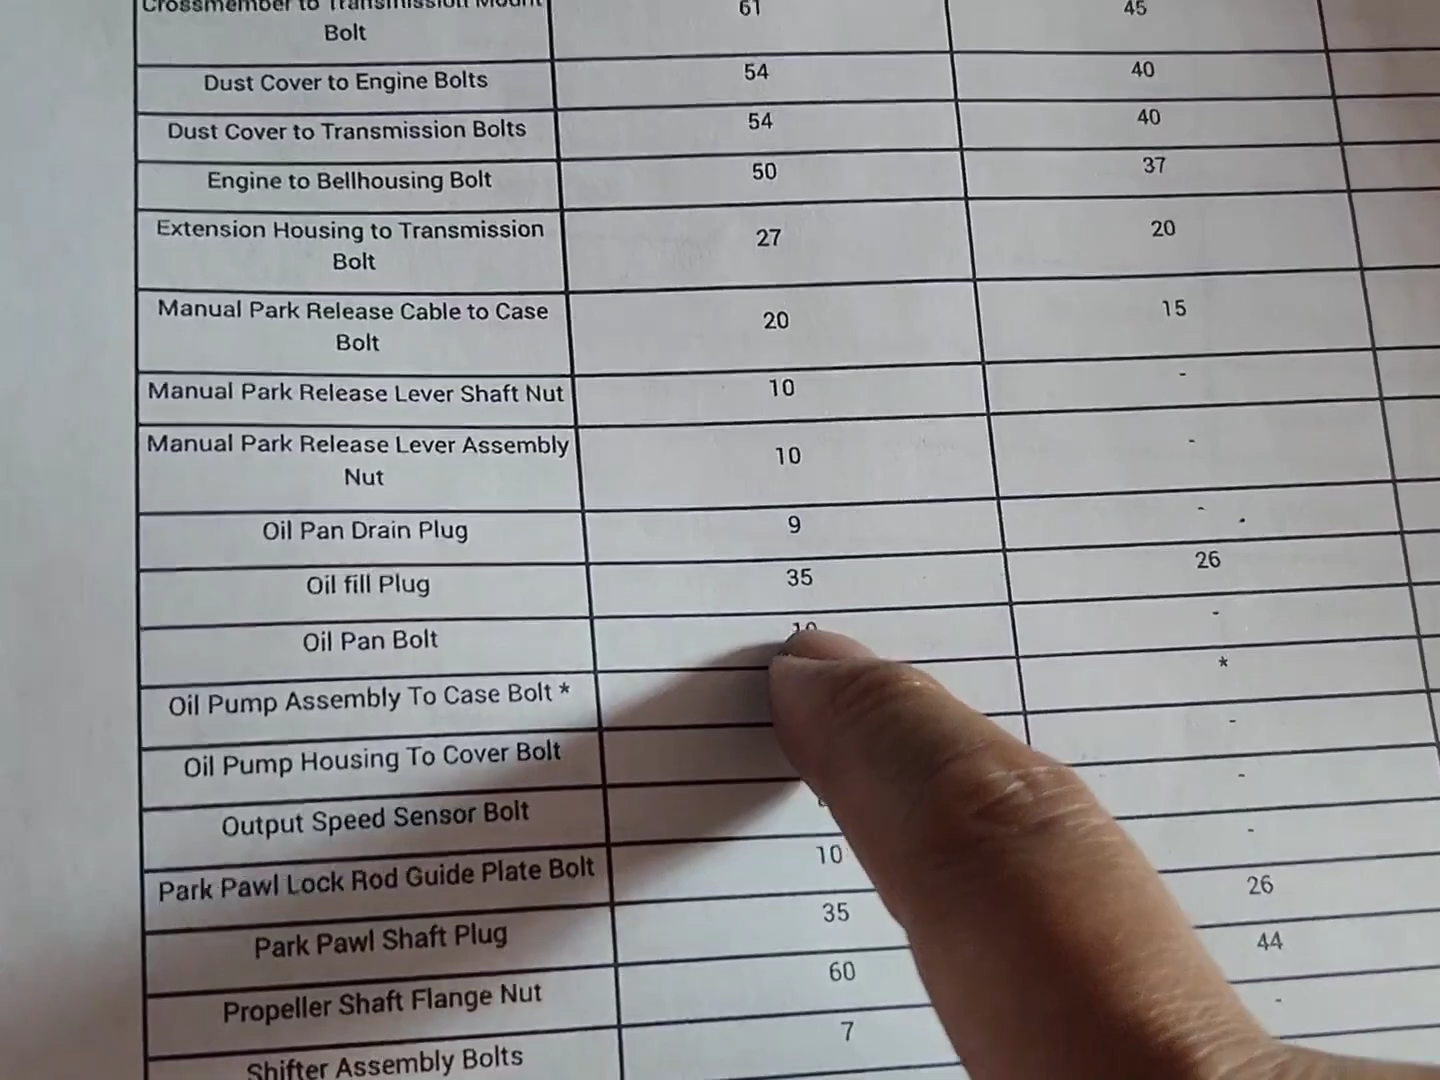 Crossmember to Transmission Mount 61 45
Bolt
Dust Cover to Engine Bolts 54 40
Dust Cover to Transmission Bolts 54 40
Engine to Bellhousing Bolt 50 37
Extension Housing to Transmission 27 20
Bolt
Manual Park Release Cable to Case 20 15
Bolt
Manual Park Release Lever Shaft Nut 10 -
Manual Park Release Lever Assembly 10 -
Nut
Oil Pan Drain Plug 9 -
Oil fill Plug 35 26
Oil Pan Bolt 10 -
Oil Pump Assembly To Case Bolt * *
Oil Pump Housing To Cover Bolt -
Output Speed Sensor Bolt -
Park Pawl Lock Rod Guide Plate Bolt 10 -
Park Pawl Shaft Plug 35 26
Propeller Shaft Flange Nut 60 44
Shifter Assembly Bolts 7 -